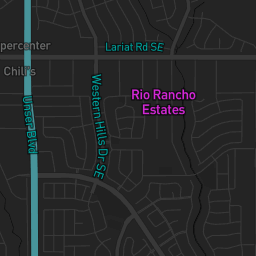 Lariat Rd SE
percenter
Chili's
Rio Rancho
Estates
Western Hills Dr SE
Unser Blvd